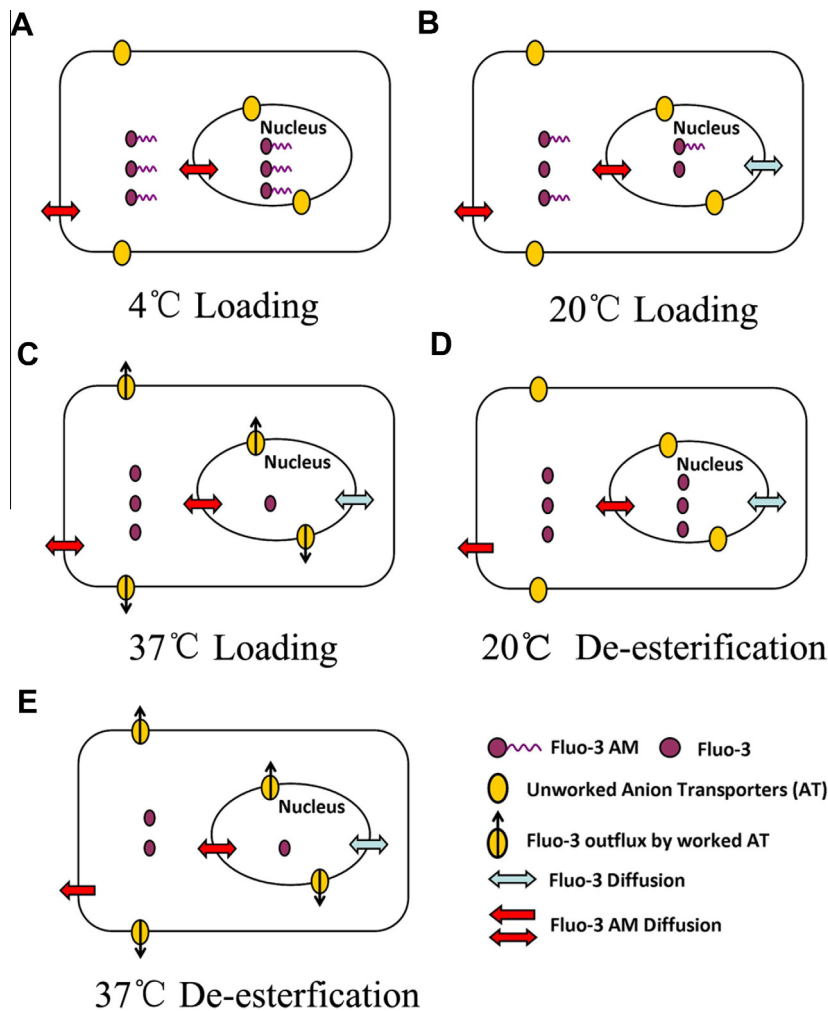 A
Nucleus
4℃ Loading
B
Nucleus
20℃ Loading
C
Nucleus
37℃ Loading
D
Nucleus
20℃ De-esterification
E
Nucleus
37℃ De-esterfication
Fluo-3 AM
Fluo-3
Unworked Anion Transporters (AT)
Fluo-3 outflux by worked AT
Fluo-3 Diffusion
Fluo-3 AM Diffusion